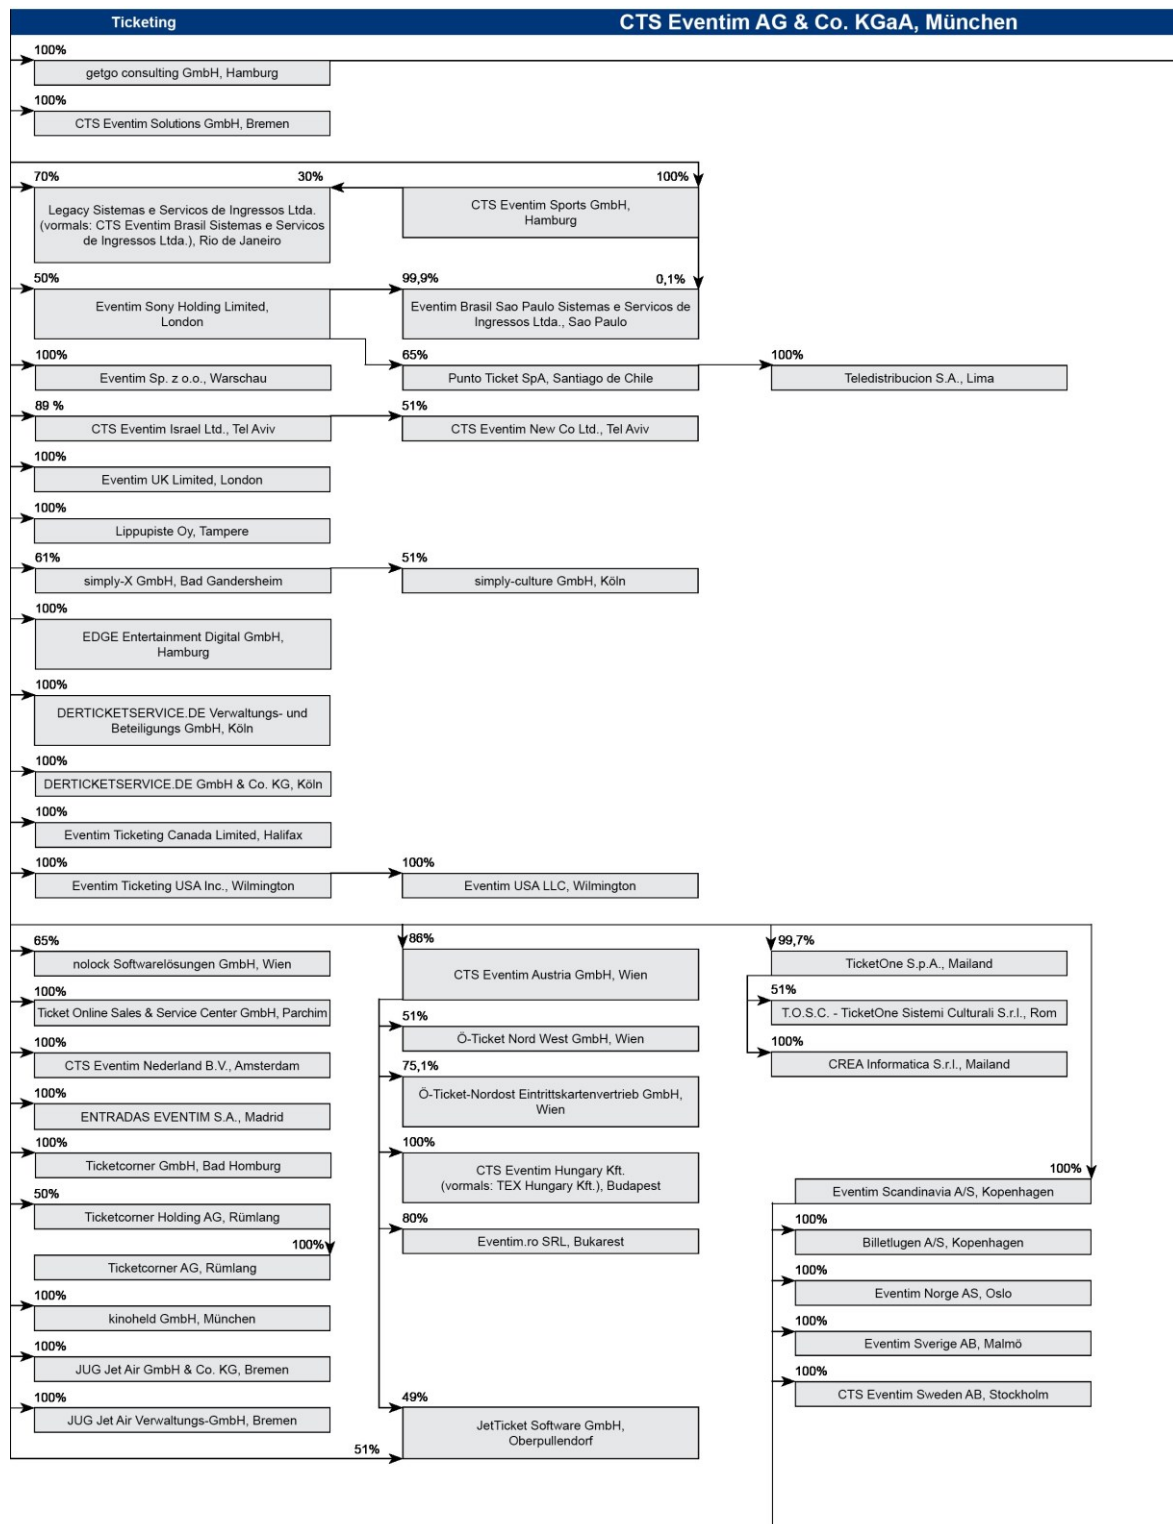 Ticketing
CTS Eventim AG & Co. KGaA, München
100%
getgo consulting GmbH, Hamburg
100%
CTS Eventim Solutions GmbH, Bremen
70%
30%
100%
Legacy Sistemas e Servicos de Ingressos Ltda.
(vormals: CTS Eventim Brasil Sistemas e Servicos
de Ingressos Ltda.), Rio de Janeiro
CTS Eventim Sports GmbH,
Hamburg
50%
99,9%
0,1%
Eventim Sony Holding Limited,
London
Eventim Brasil Sao Paulo Sistemas e Servicos de
Ingressos Ltda., Sao Paulo
100%
65%
100%
Eventim Sp. z o.o., Warschau
Punto Ticket SpA, Santiago de Chile
Teledistribucion S.A., Lima
89 %
51%
CTS Eventim Israel Ltd., Tel Aviv
CTS Eventim New Co Ltd., Tel Aviv
100%
Eventim UK Limited, London
100%
Lippupiste Oy, Tampere
61%
51%
simply-X GmbH, Bad Gandersheim
simply-culture GmbH, Köln
100%
EDGE Entertainment Digital GmbH,
Hamburg
100%
DERTICKETSERVICE.DE Verwaltungs- und
Beteiligungs GmbH, Köln
100%
DERTICKETSERVICE.DE GmbH & Co. KG, Köln
100%
Eventim Ticketing Canada Limited, Halifax
100%
100%
Eventim Ticketing USA Inc., Wilmington
Eventim USA LLC, Wilmington
65%
nolock Softwarelösungen GmbH, Wien
100%
Ticket Online Sales & Service Center GmbH, Parchim
100%
CTS Eventim Nederland B.V., Amsterdam
100%
ENTRADAS EVENTIM S.A., Madrid
100%
Ticketcorner GmbH, Bad Homburg
50%
Ticketcorner Holding AG, Rümlang
100%
Ticketcorner AG, Rümlang
100%
kinoheld GmbH, München
100%
JUG Jet Air GmbH & Co. KG, Bremen
100%
JUG Jet Air Verwaltungs-GmbH, Bremen
86%
CTS Eventim Austria GmbH, Wien
51%
Ö-Ticket Nord West GmbH, Wien
75,1%
Ö-Ticket-Nordost Eintrittskartenvertrieb GmbH,
Wien
100%
CTS Eventim Hungary Kft.
(vormals: TEX Hungary Kft.), Budapest
80%
Eventim.ro SRL, Bukarest
49%
JetTicket Software GmbH,
Oberpullendorf
51%
99,7%
TicketOne S.p.A., Mailand
51%
T.O.S.C. - TicketOne Sistemi Culturali S.r.l., Rom
100%
CREA Informatica S.r.l., Mailand
100%
Eventim Scandinavia A/S, Kopenhagen
100%
Billetlugen A/S, Kopenhagen
100%
Eventim Norge AS, Oslo
100%
Eventim Sverige AB, Malmö
100%
CTS Eventim Sweden AB, Stockholm